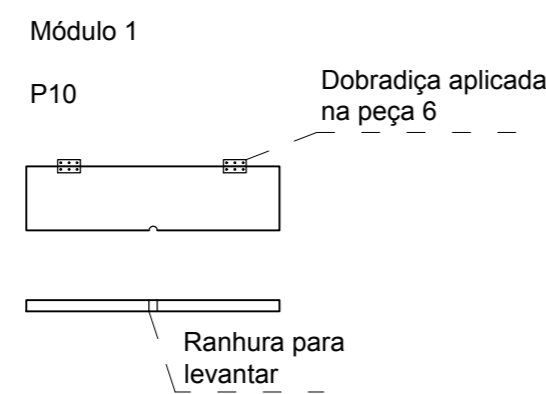 Módulo 1
P10
Dobradiça aplicada
na peça 6
Ranhura para
levantar